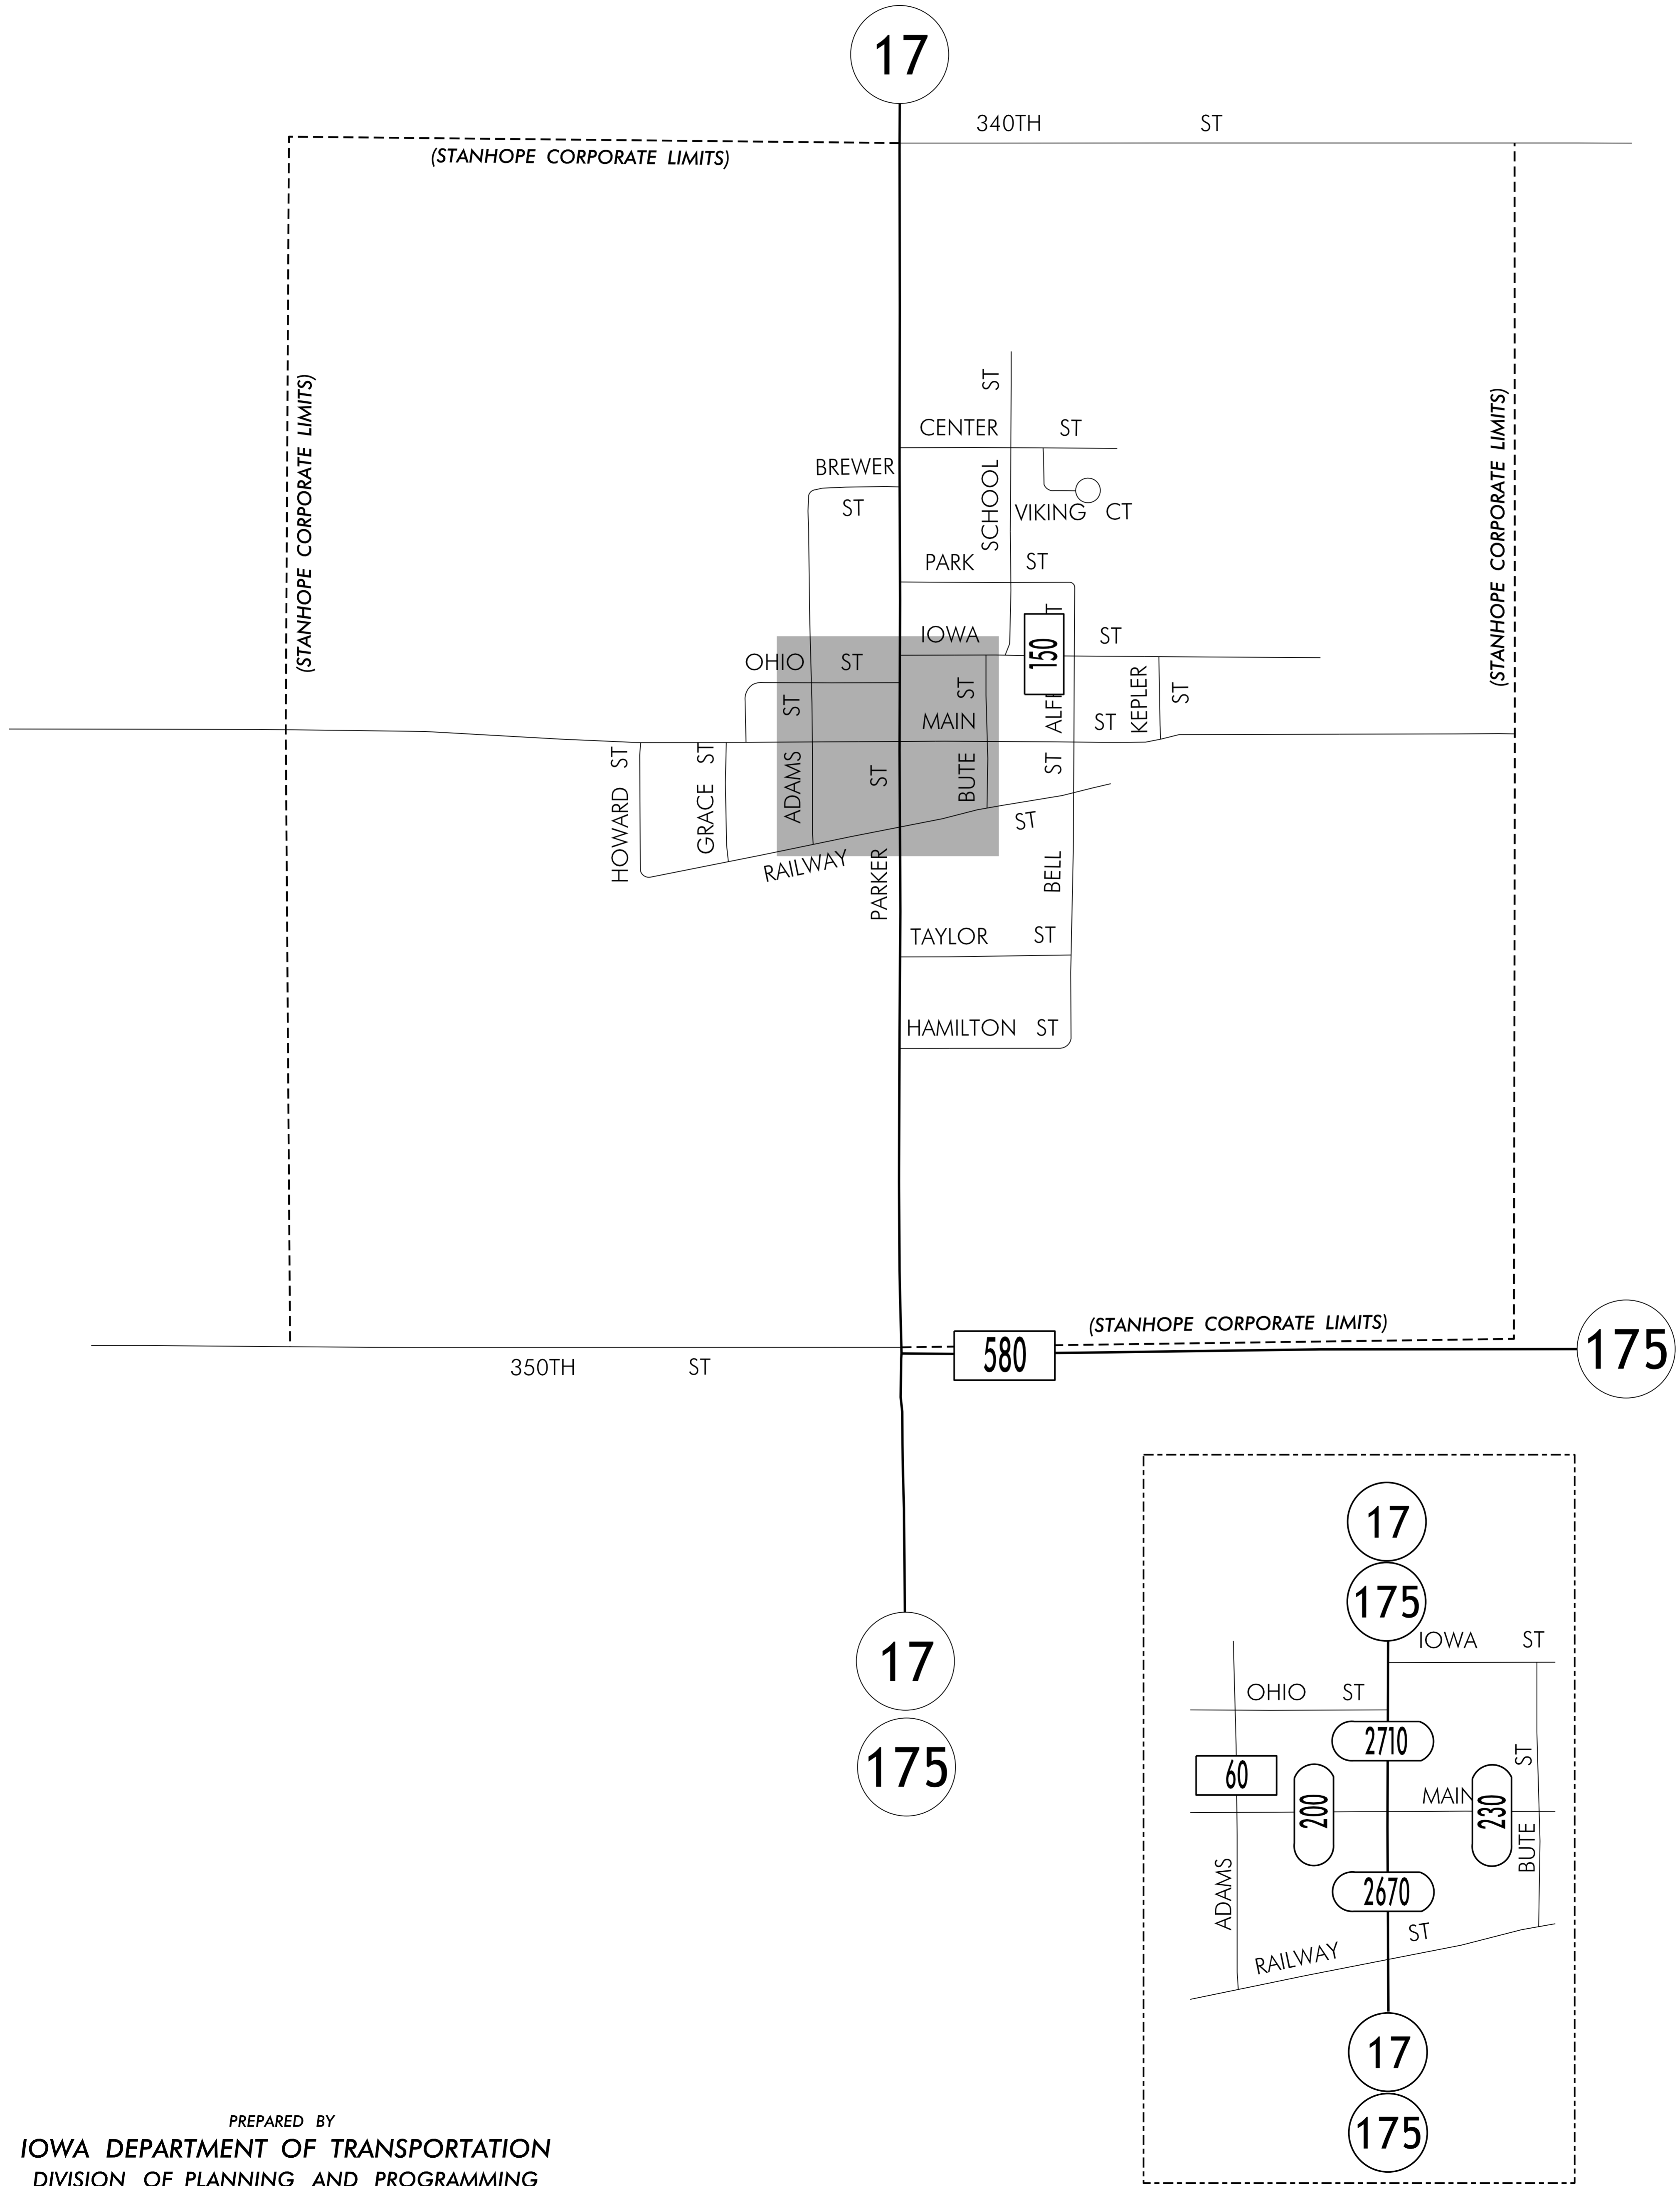 17
340TH ST
(STANHOPE CORPORATE LIMITS)
(STANHOPE CORPORATE LIMITS)
(STANHOPE CORPORATE LIMITS)
SCHOOL ST
CENTER ST
BREWER ST
VIKING CT
PARK ST
IOWA ST
150
OHIO ST
ADAMS ST
MAIN ST
BUTE ST
KEPLER ST
HOWARD ST
GRACE ST
PARKER ST
BELL ST
RAILWAY ST
TAYLOR ST
HAMILTON ST
(STANHOPE CORPORATE LIMITS)
580
175
350TH ST
17
175
17
175
IOWA ST
OHIO ST
2710
60
200
MAIN
230
BUTE ST
ADAMS
2670
RAILWAY ST
17
175
PREPARED BY
IOWA DEPARTMENT OF TRANSPORTATION
DIVISION OF PLANNING AND PROGRAMMING